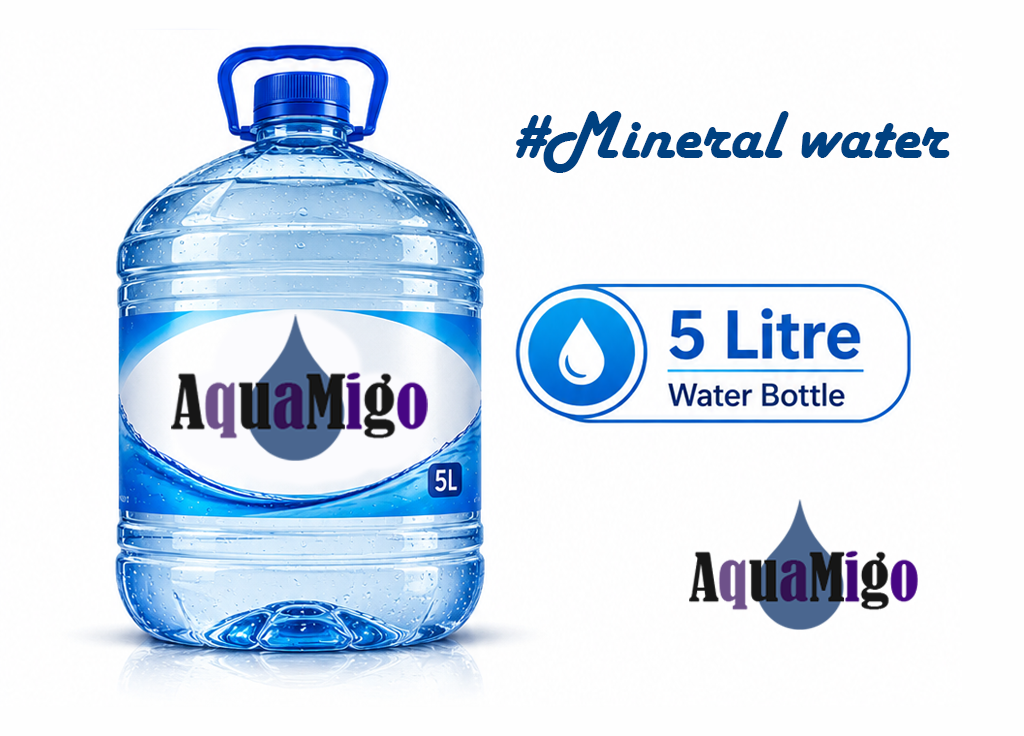 #Mineral water
AquaMigo
5L
5 Litre
Water Bottle
AquaMigo